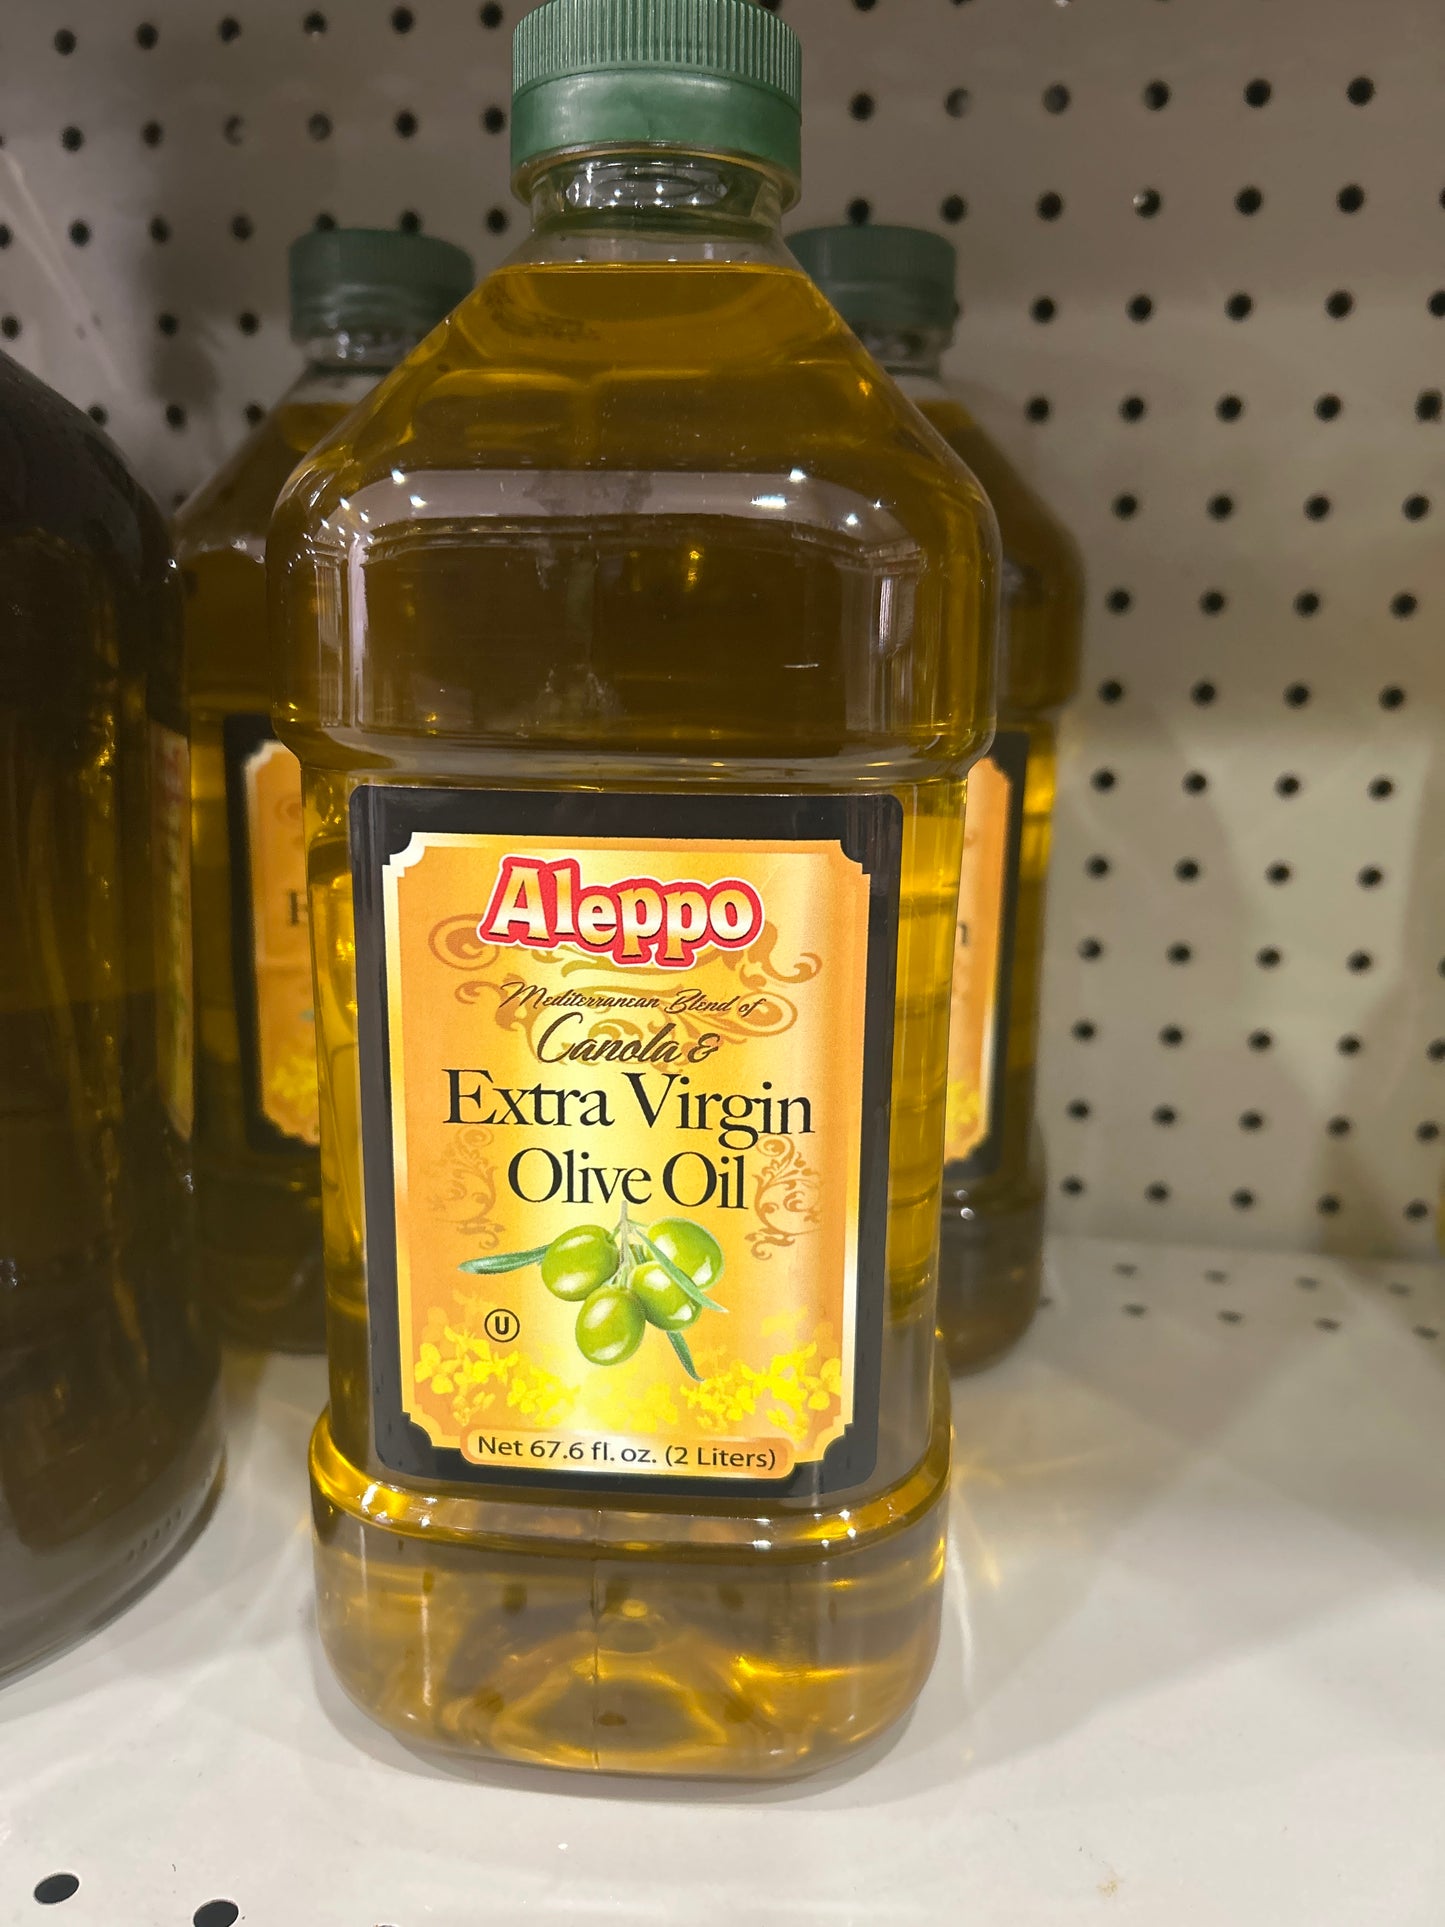 Aleppo
Mediterranean Blend of
Canola &
Extra Virgin
Olive Oil
U
Net 67.6 fl. oz. (2 Liters)